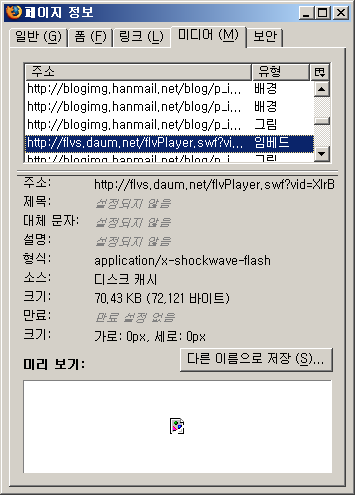 페이지 정보
일반 (G) 폼 (F) 링크 (L) 미디어 (M) 보안
주소 유형
http://blogimg.hanmail.net/blog/p_i... 배경
http://blogimg.hanmail.net/blog/p_i... 배경
http://blogimg.hanmail.net/blog/p_i... 그림
http://flvs.daum.net/flvPlayer.swf?vi... 임베드
http://blogimg.hanmail.net/blog/p_i... 그림
주소: http://flvs.daum.net/flvPlayer.swf?vid=XIrB
제목: 설정되지 않음
대체 문자: 설정되지 않음
설명: 설정되지 않음
형식: application/x-shockwave-flash
소스: 디스크 캐시
크기: 70.43 KB (72,121 바이트)
만료: 만료 설정 없음
크기: 가로: 0px, 세로: 0px
미리 보기: 다른 이름으로 저장 (S)...